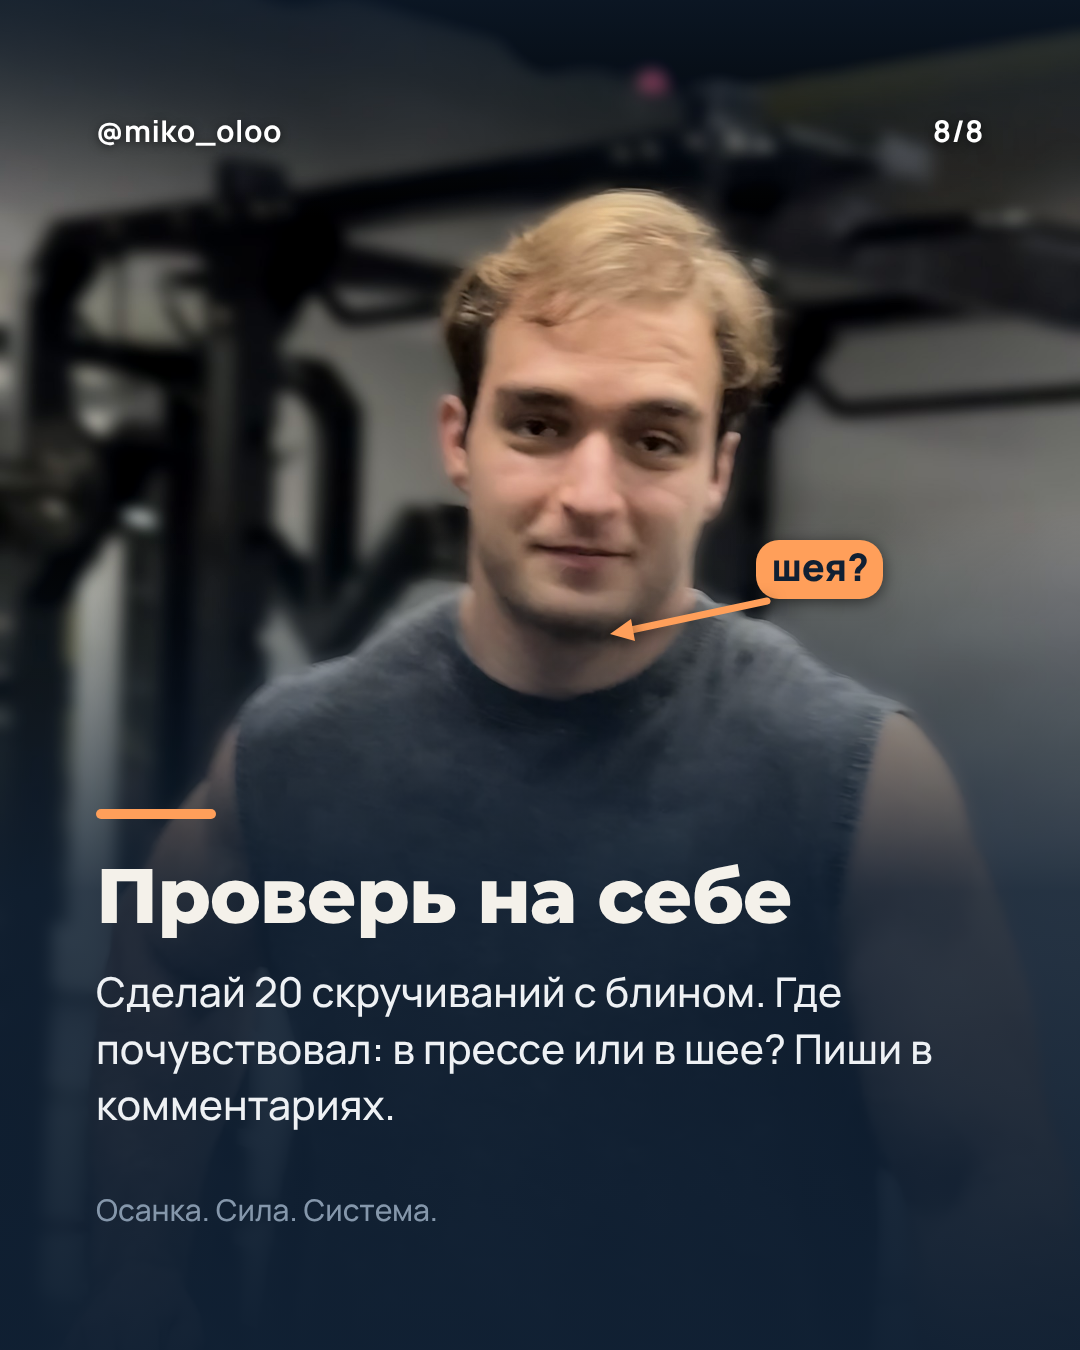 @miko_oloo
8/8
шея?
Проверь на себе
Сделай 20 скручиваний с блином. Где
почувствовал: в прессе или в шее? Пиши в
комментариях.
Осанка. Сила. Система.